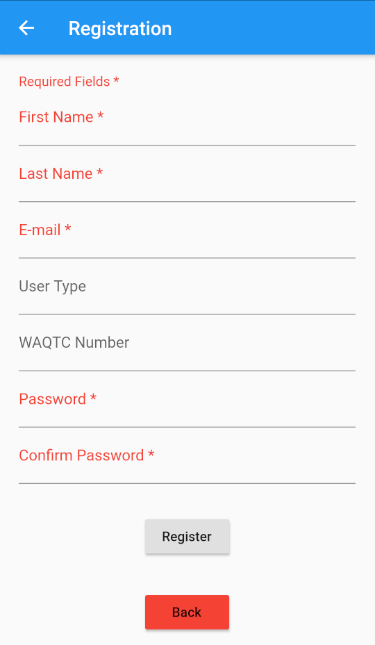 Registration
Required Fields *
First Name *
Last Name *
E-mail *
User Type
WAQTC Number
Password *
Confirm Password *
Register
Back